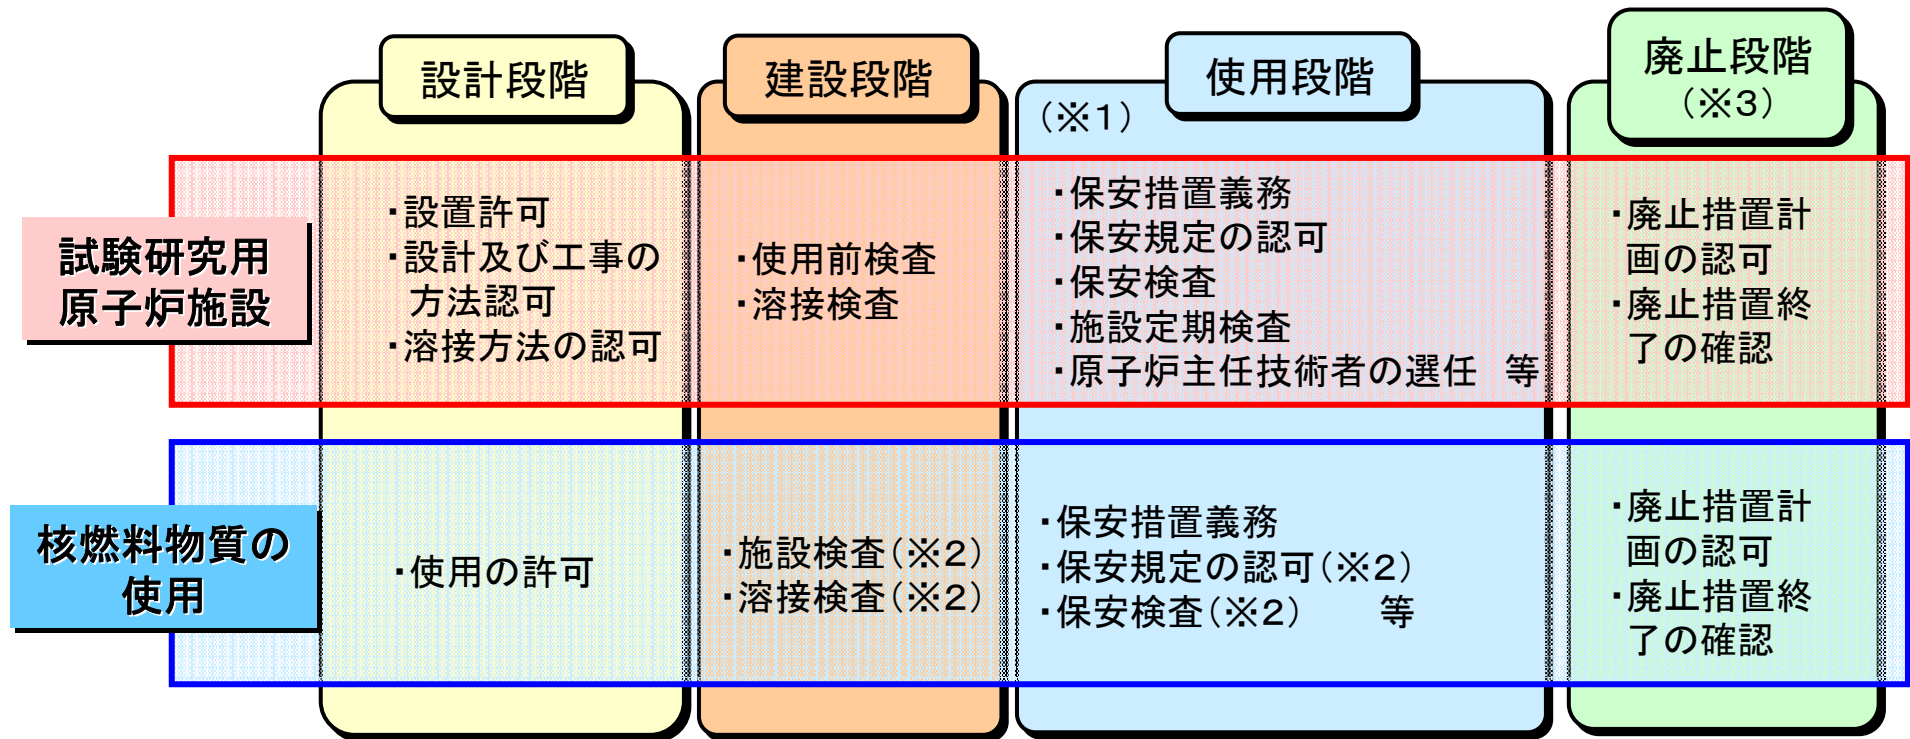 設計段階
建設段階
使用段階
廃止段階
(※3)
(※1)
試験研究用
原子炉施設
・設置許可
・設計及び工事の
方法認可
・溶接方法の認可
・使用前検査
・溶接検査
・保安措置義務
・保安規定の認可
・保安検査
・施設定期検査
・原子炉主任技術者の選任 等
・廃止措置計
画の認可
・廃止措置終
了の確認
核燃料物質の
使用
・使用の許可
・施設検査(※2)
・溶接検査(※2)
・保安措置義務
・保安規定の認可(※2)
・保安検査(※2) 等
・廃止措置計
画の認可
・廃止措置終
了の確認